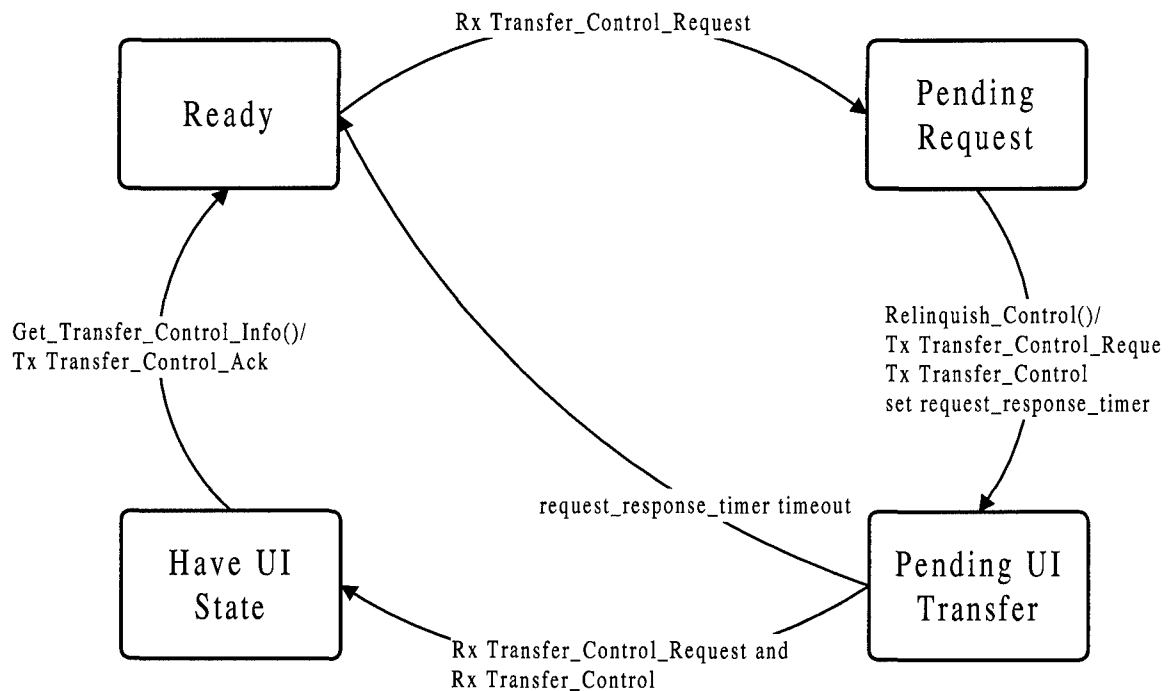 Rx Transfer_Control_Request
Ready
Pending
Request
Get_Transfer_Control_Info()/
Tx Transfer_Control_Ack
Relinquish_Control()/
Tx Transfer_Control_Reque
Tx Transfer_Control
set request_response_timer
request_response_timer timeout
Have UI
State
Pending UI
Transfer
Rx Transfer_Control_Request and
Rx Transfer_Control